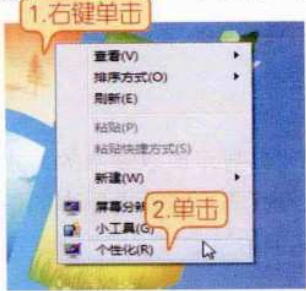 1.右键单击
查看(V)
排序方式(O)
刷新(E)
粘贴(P)
粘贴快捷方式(S)
新建(W)
屏幕分辨
2.单击
小工具(G)
个性化(R)